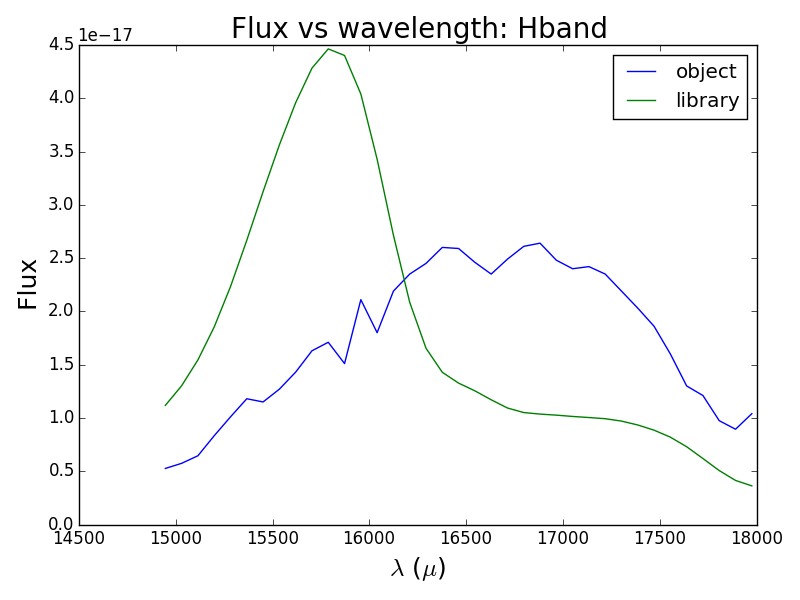 Flux vs wavelength: Hband
1e−17
4.5
4.0
3.5
3.0
2.5
2.0
1.5
1.0
0.5
0.0
Flux
object
library
14500 15000 15500 16000 16500 17000 17500 18000
λ (μ)